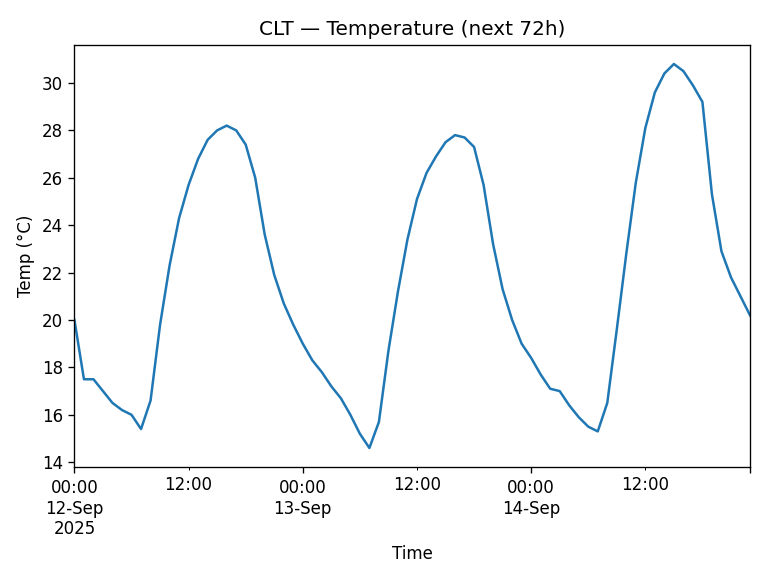 CLT — Temperature (next 72h)
30
28
26
24
22
20
18
16
14
Temp (°C)
00:00 12:00 00:00 12:00 00:00 12:00
12-Sep 13-Sep 14-Sep
2025
Time